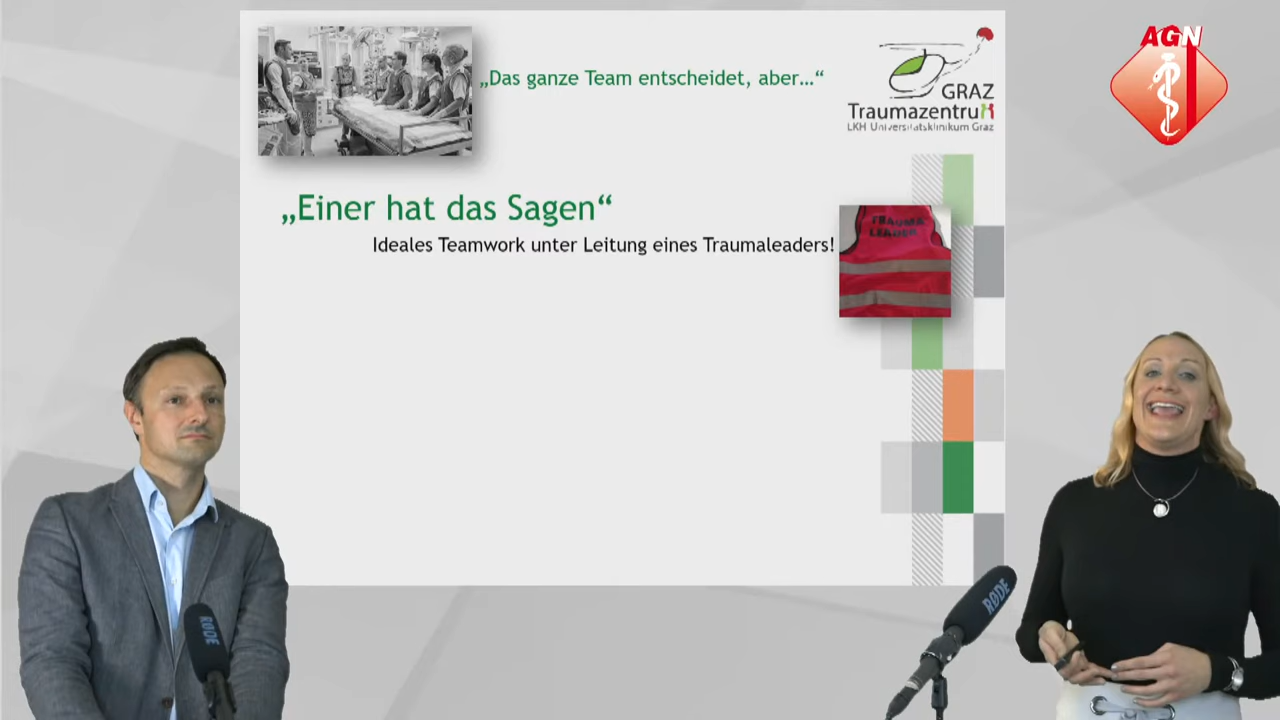 „Das ganze Team entscheidet, aber…“
AGN
GRAZ
Traumazentrum
LKH Universitätsklinikum Graz
„Einer hat das Sagen“
Ideales Teamwork unter Leitung eines Traumaleaders!
TRAUMA
LEADER
RØDE
RØDE